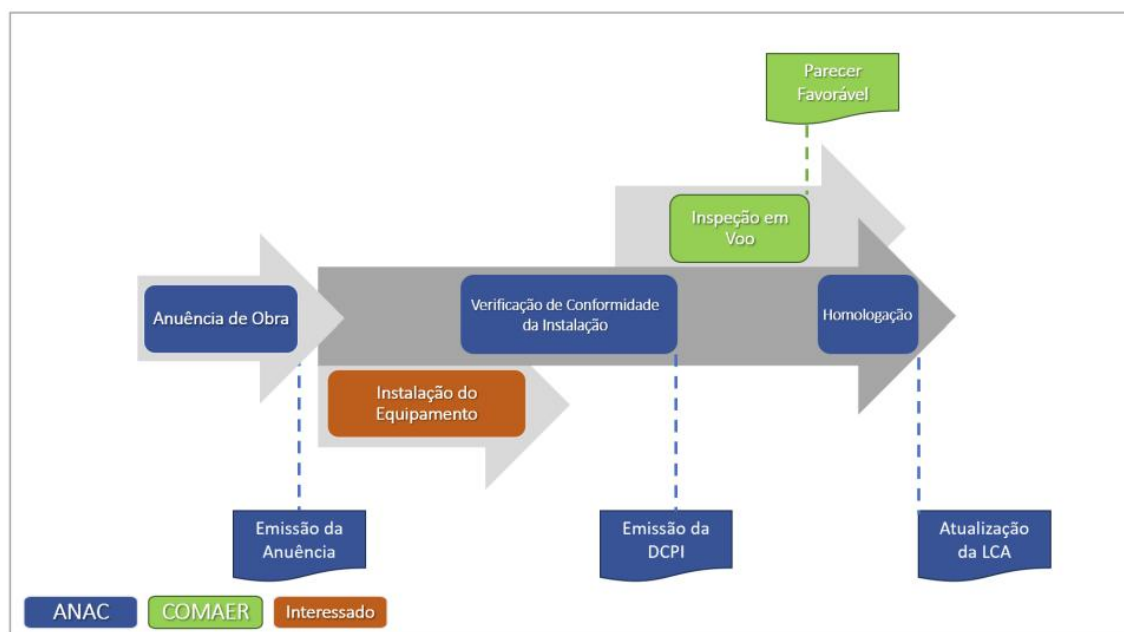 Parecer
Favorável
Inspeção em
Voo
Anuência de Obra
Verificação de Conformidade
da Instalação
Homologação
Instalação do
Equipamento
Emissão da
Anuência
Emissão da
DCPI
Atualização
da LCA
ANAC
COMAER
Interessado